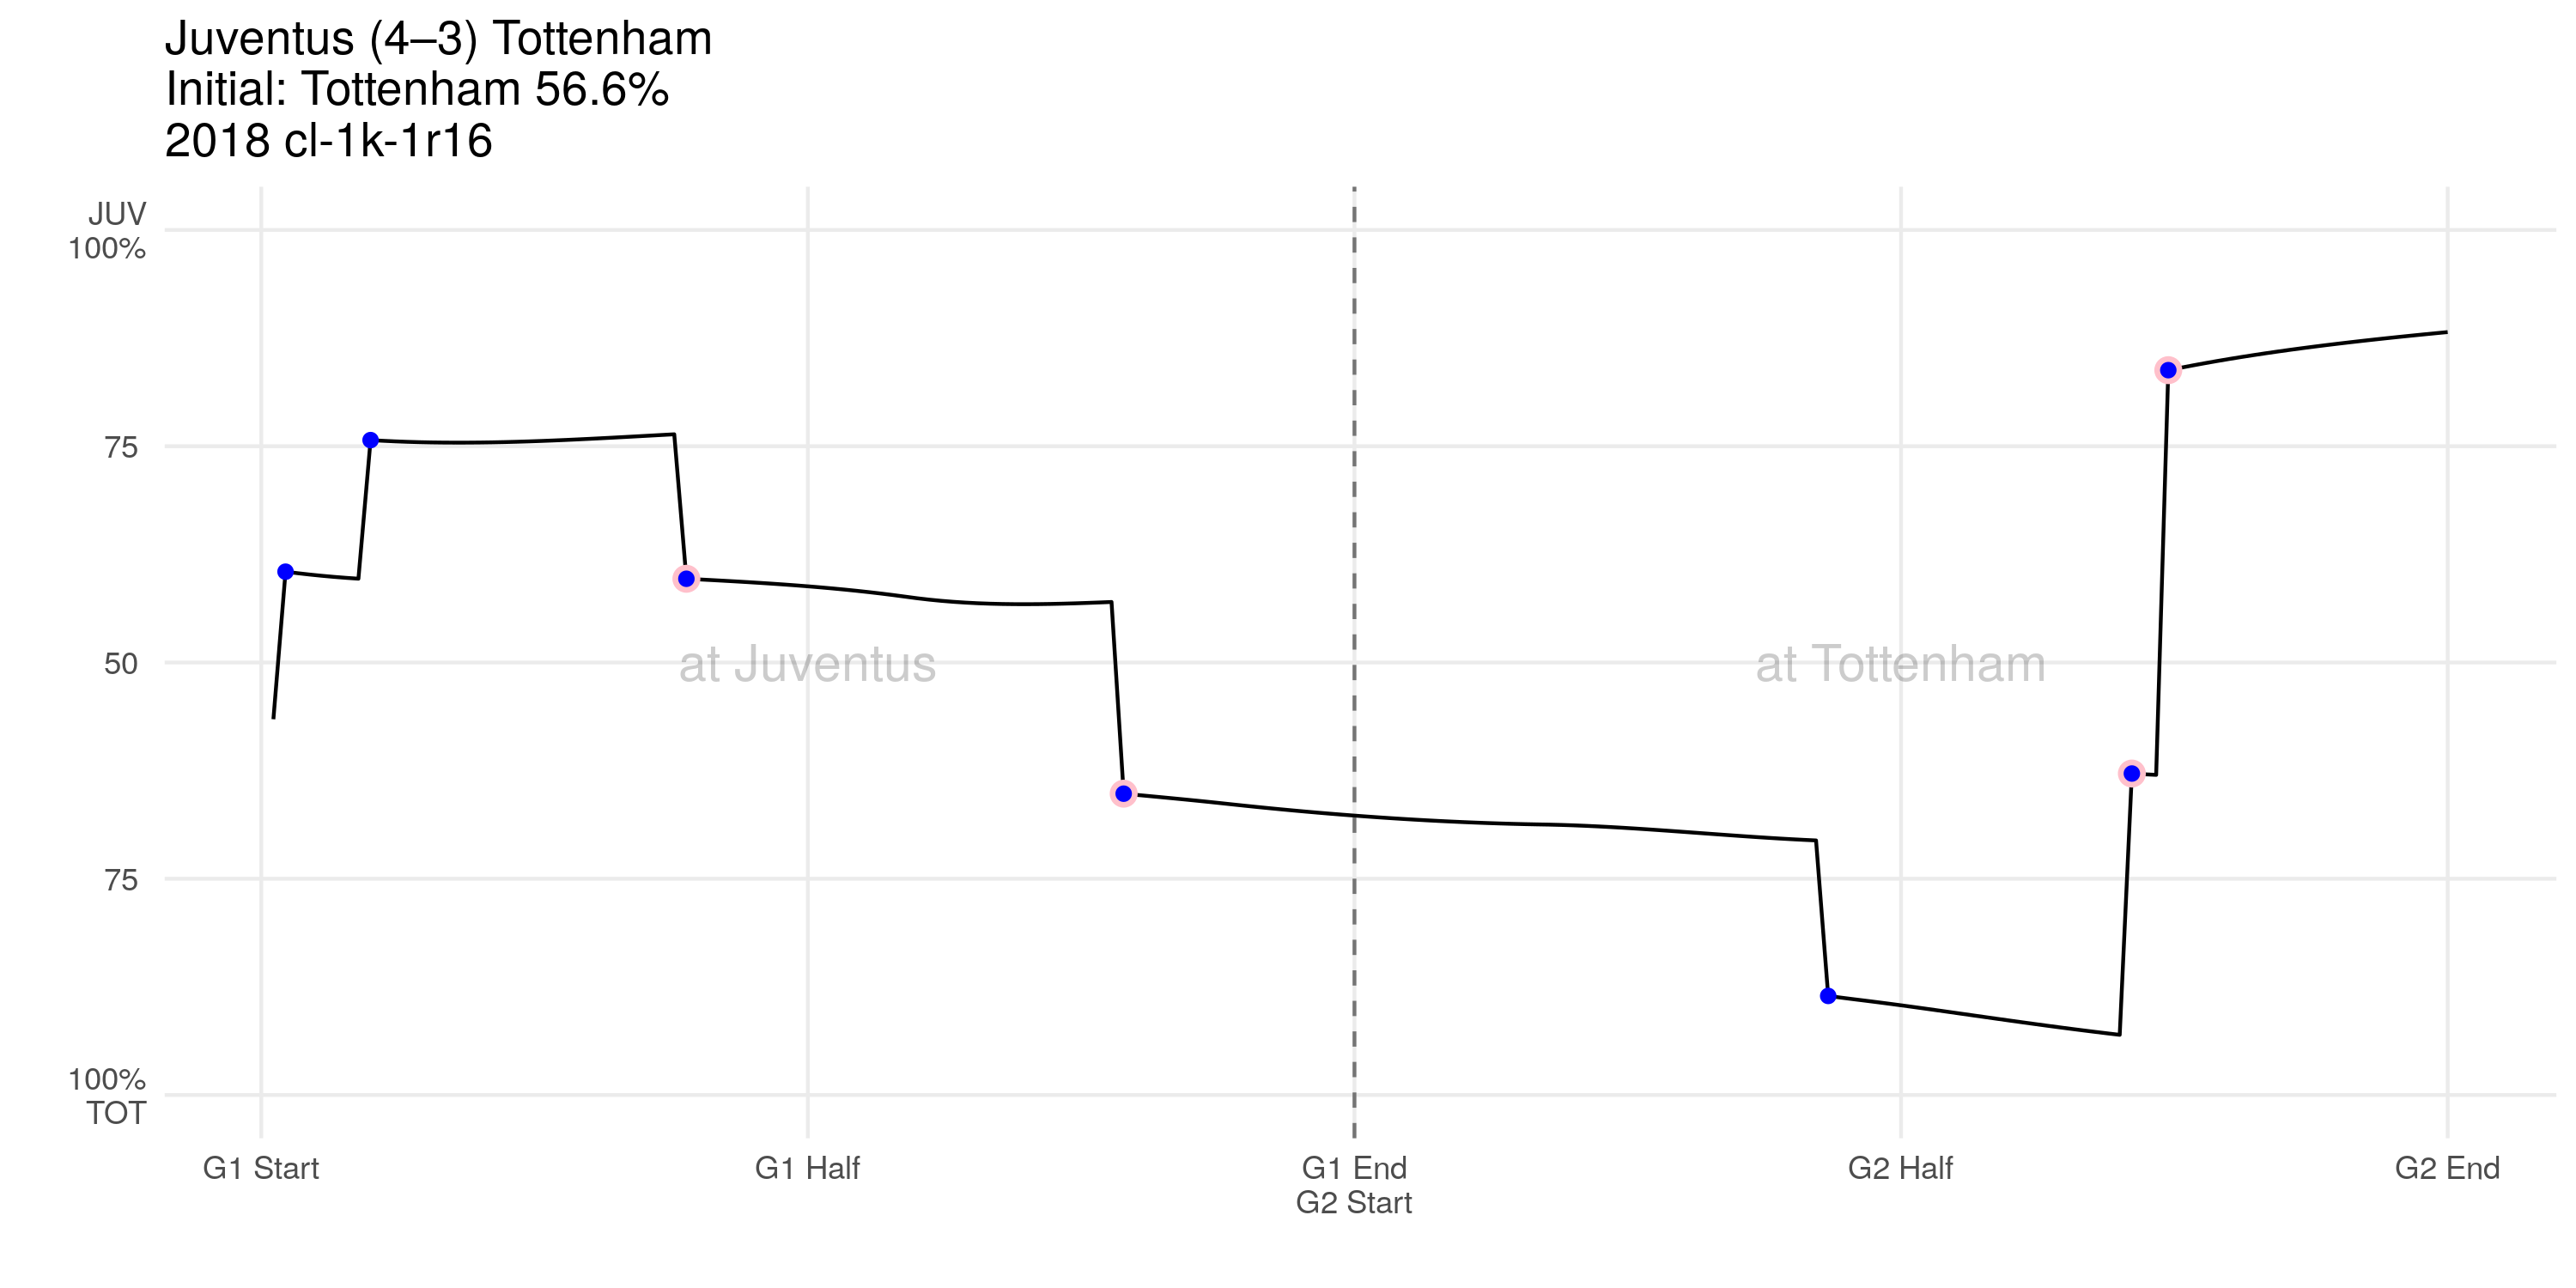 Juventus (4–3) Tottenham
Initial: Tottenham 56.6%
2018 cl-1k-1r16
JUV
100%
75
50
75
100%
TOT
at Juventus
at Tottenham
G1 Start
G1 Half
G1 End
G2 Start
G2 Half
G2 End